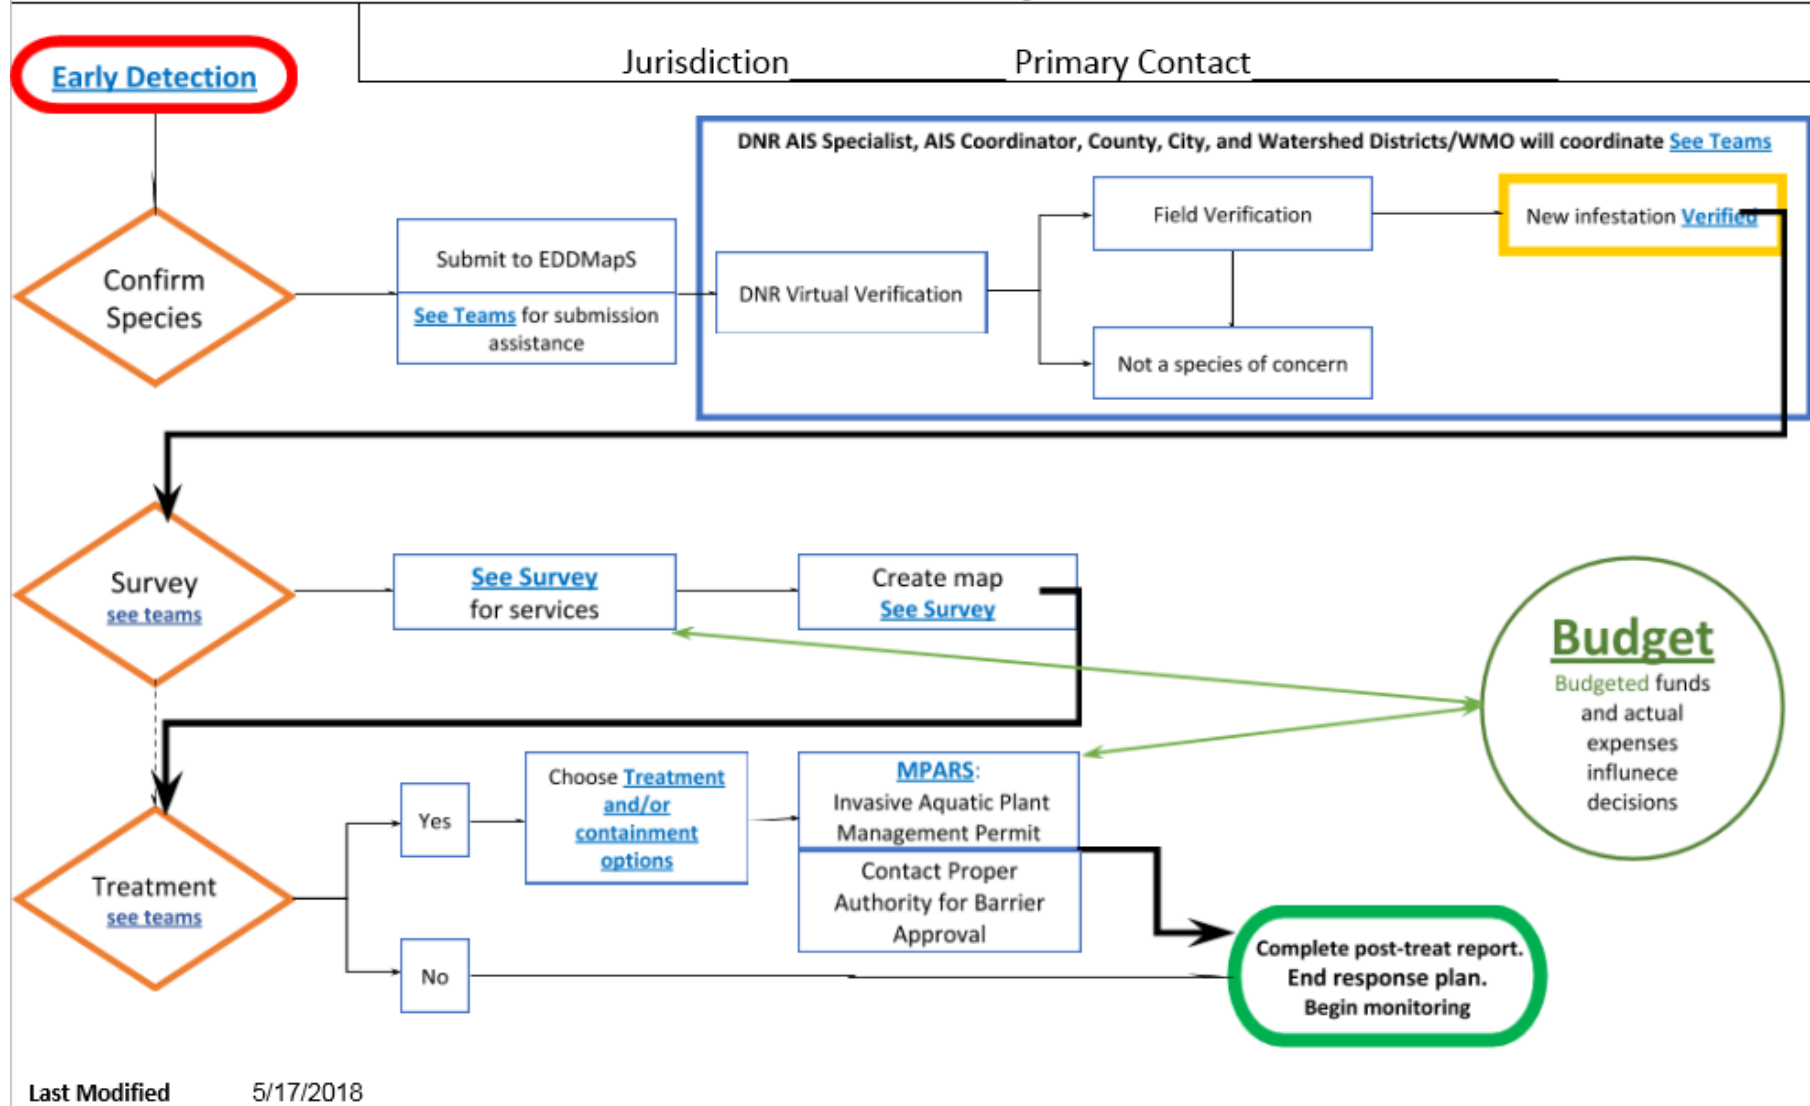 Early Detection
Jurisdiction____________ Primary Contact_________________
DNR AIS Specialist, AIS Coordinator, County, City, and Watershed Districts/WMO will coordinate See Teams
Confirm
Species
Submit to EDDMapS
See Teams for submission
assistance
DNR Virtual Verification
Field Verification
Not a species of concern
New infestation Verified
Survey
see teams
See Survey
for services
Create map
See Survey
Budget
Budgeted funds
and actual
expenses
influnece
decisions
Treatment
see teams
Yes
No
Choose Treatment
and/or
containment
options
MPARS:
Invasive Aquatic Plant
Management Permit
Contact Proper
Authority for Barrier
Approval
Complete post-treat report.
End response plan.
Begin monitoring
Last Modified 5/17/2018